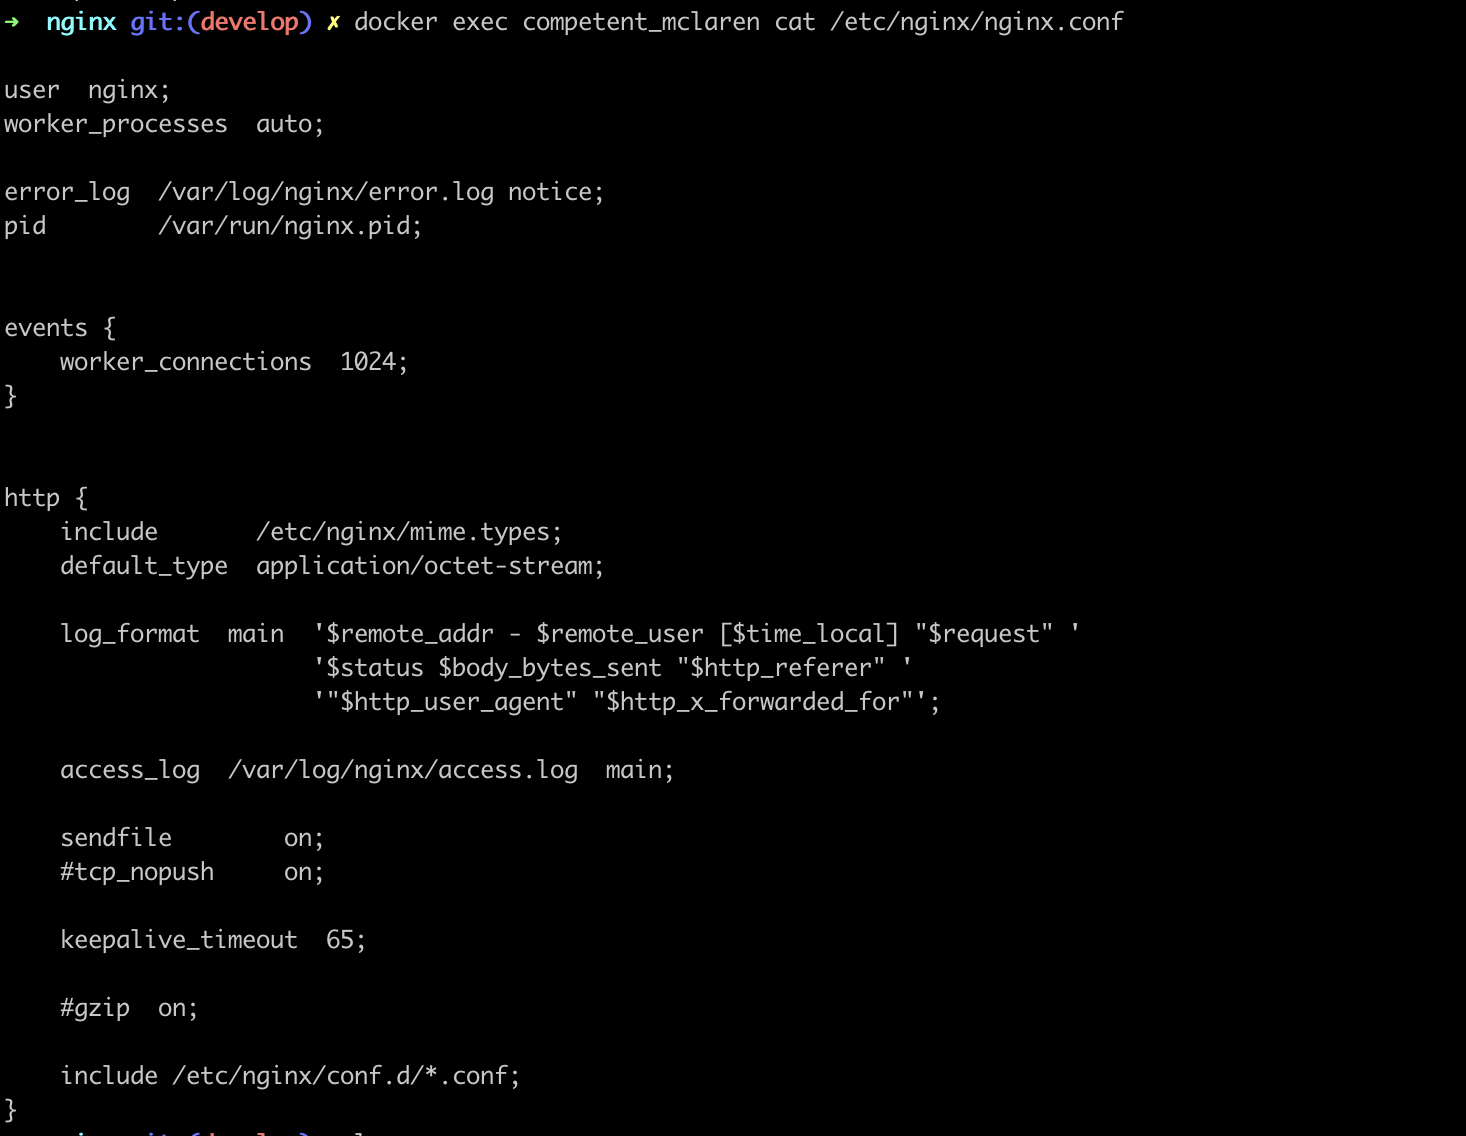 ➜  nginx git:(develop) ✗ docker exec competent_mclaren cat /etc/nginx/nginx.conf

user  nginx;
worker_processes  auto;

error_log  /var/log/nginx/error.log notice;
pid        /var/run/nginx.pid;


events {
    worker_connections  1024;
}


http {
    include       /etc/nginx/mime.types;
    default_type  application/octet-stream;

    log_format  main  '$remote_addr - $remote_user [$time_local] "$request" '
                      '$status $body_bytes_sent "$http_referer" '
                      '"$http_user_agent" "$http_x_forwarded_for"';

    access_log  /var/log/nginx/access.log  main;

    sendfile        on;
    #tcp_nopush     on;

    keepalive_timeout  65;

    #gzip  on;

    include /etc/nginx/conf.d/*.conf;
}